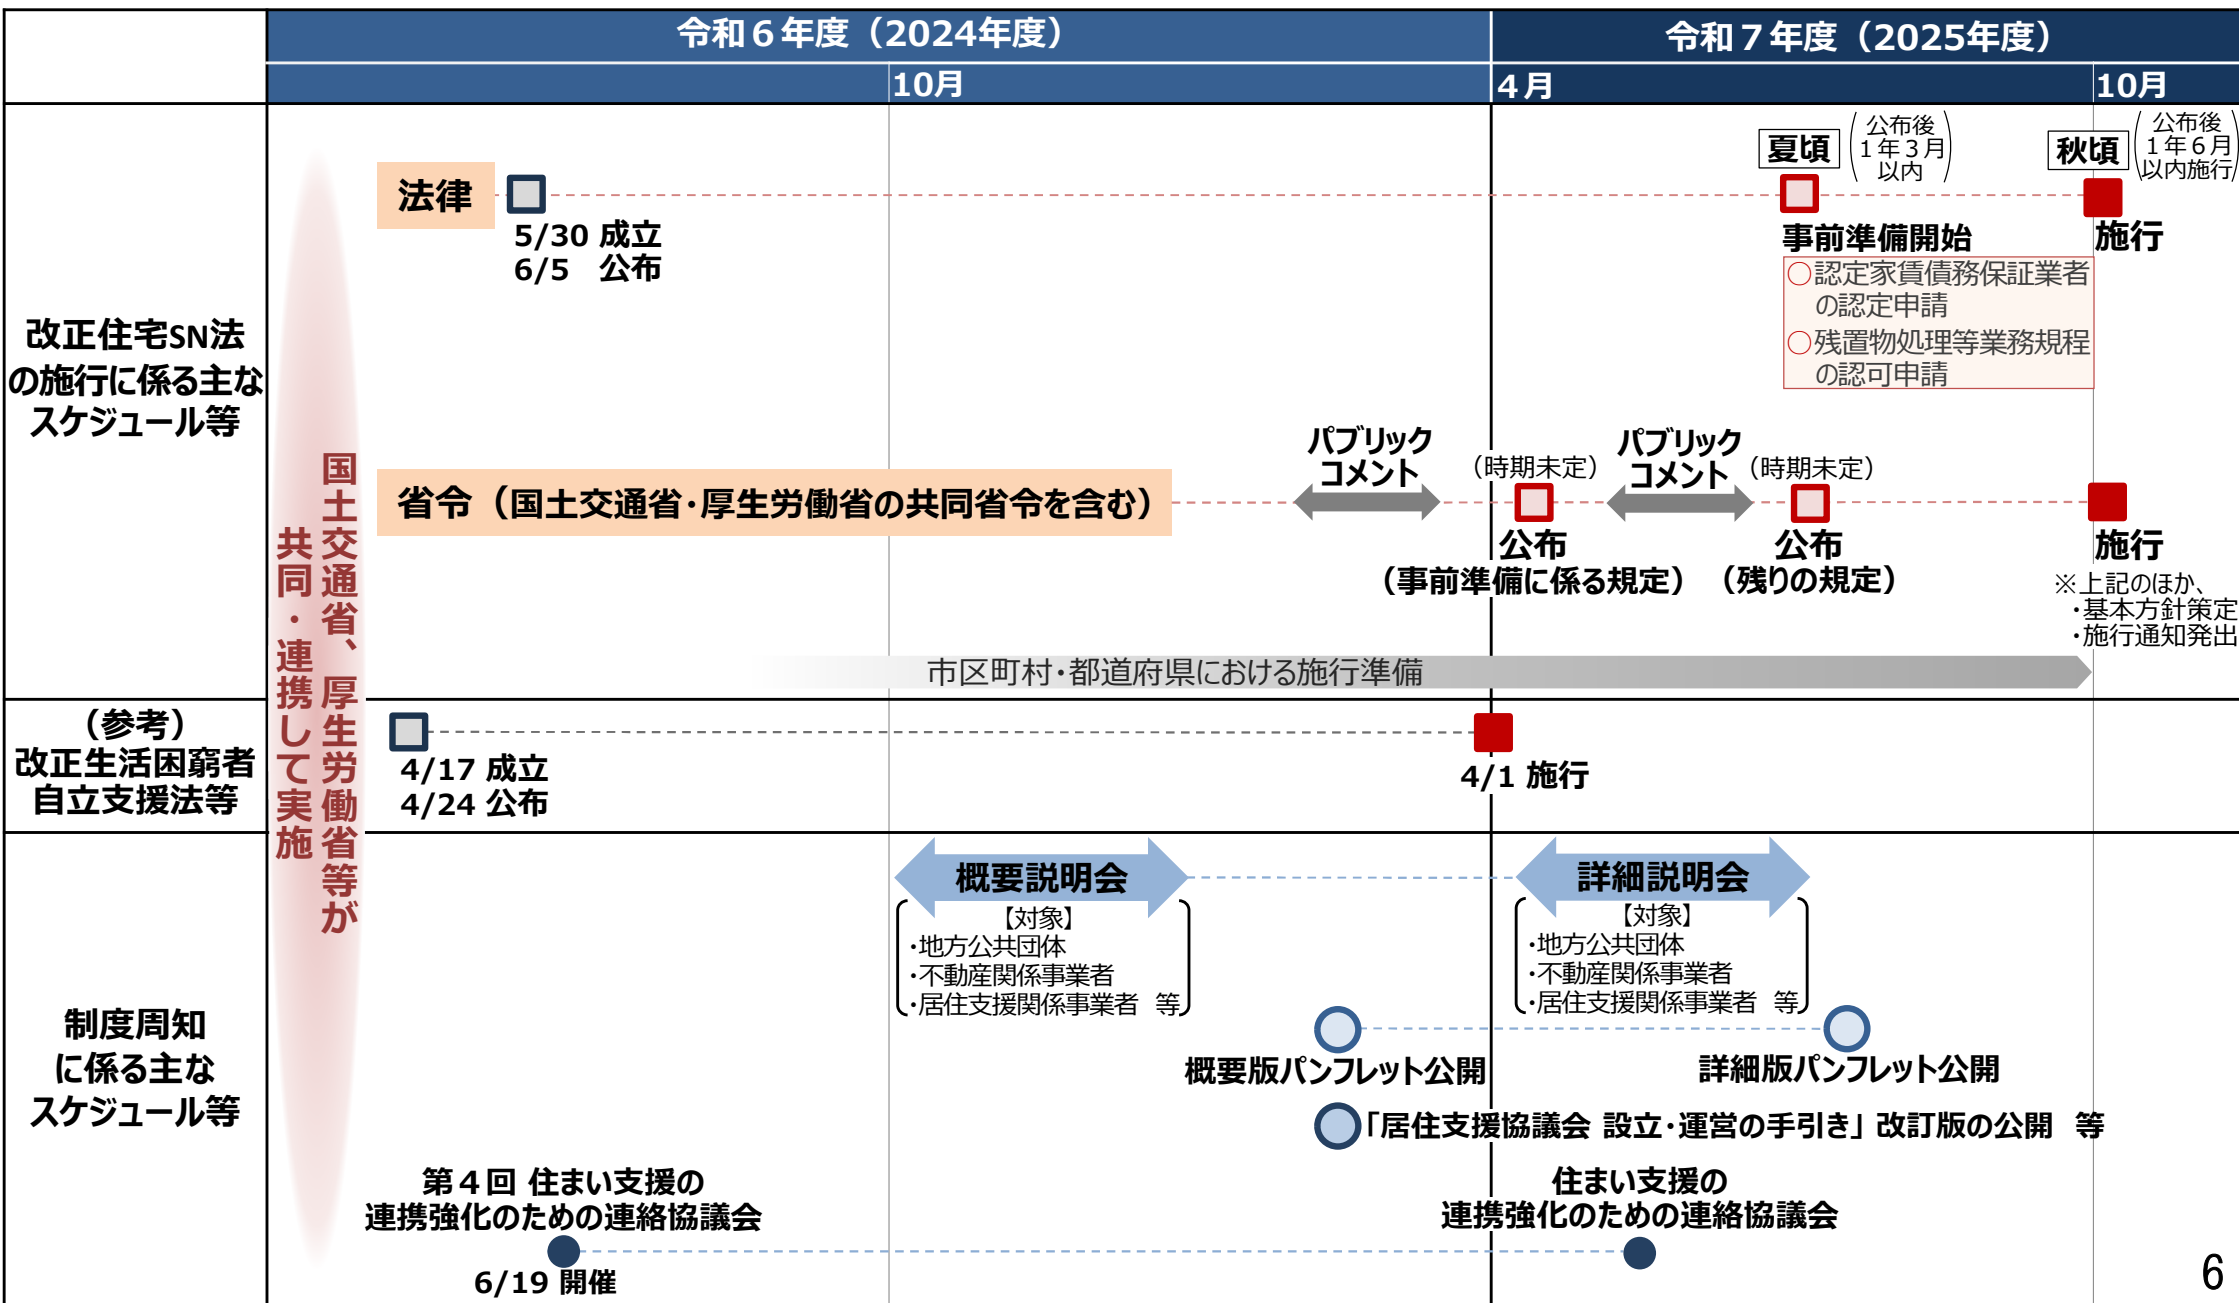 令和６年度（2024年度）
令和７年度（2025年度）
10月
４月
10月
改正住宅SN法
の施行に係る主な
スケジュール等
国土交通省、厚生労働省等が
共同・連携して実施
法律
5/30 成立
6/5 公布
夏頃
公布後
１年３月
以内
事前準備開始
○認定家賃債務保証業者
の認定申請
○残置物処理等業務規程
の認可申請
秋頃
公布後
１年６月
以内施行
施行
省令（国土交通省・厚生労働省の共同省令を含む）
パブリック
コメント
（時期未定）
公布
（事前準備に係る規定）
パブリック
コメント
（時期未定）
公布
（残りの規定）
施行
※上記のほか、
・基本方針策定
・施行通知発出
市区町村・都道府県における施行準備
（参考）
改正生活困窮者
自立支援法等
4/17 成立
4/24 公布
4/1 施行
制度周知
に係る主な
スケジュール等
概要説明会
【対象】
・地方公共団体
・不動産関係事業者
・居住支援関係事業者 等
詳細説明会
【対象】
・地方公共団体
・不動産関係事業者
・居住支援関係事業者 等
概要版パンフレット公開
詳細版パンフレット公開
「居住支援協議会 設立・運営の手引き」改訂版の公開 等
第４回 住まい支援の
連携強化のための連絡協議会
6/19 開催
住まい支援の
連携強化のための連絡協議会
6